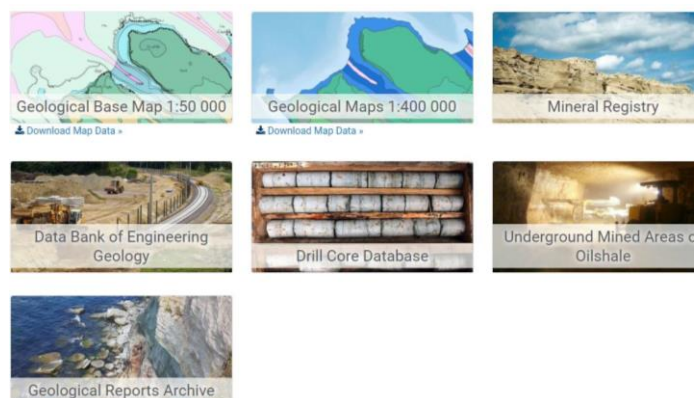 Geological Base Map 1:50 000
Geological Maps 1:400 000
Mineral Registry
Download Map Data »
Download Map Data »
Data Bank of Engineering
Geology
Drill Core Database
Underground Mined Areas
Oilshale
Geological Reports Archive